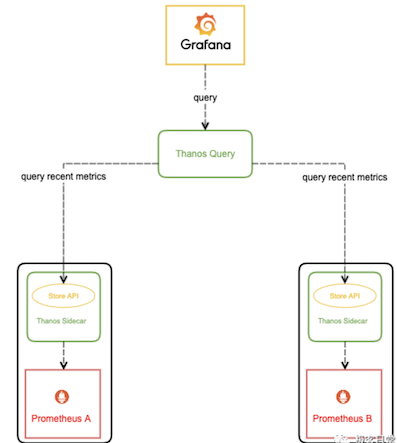 Grafana
query
Thanos Query
query recent metrics
query recent metrics
Store API
Thanos Sidecar
Store API
Thanos Sidecar
Prometheus A
Prometheus B